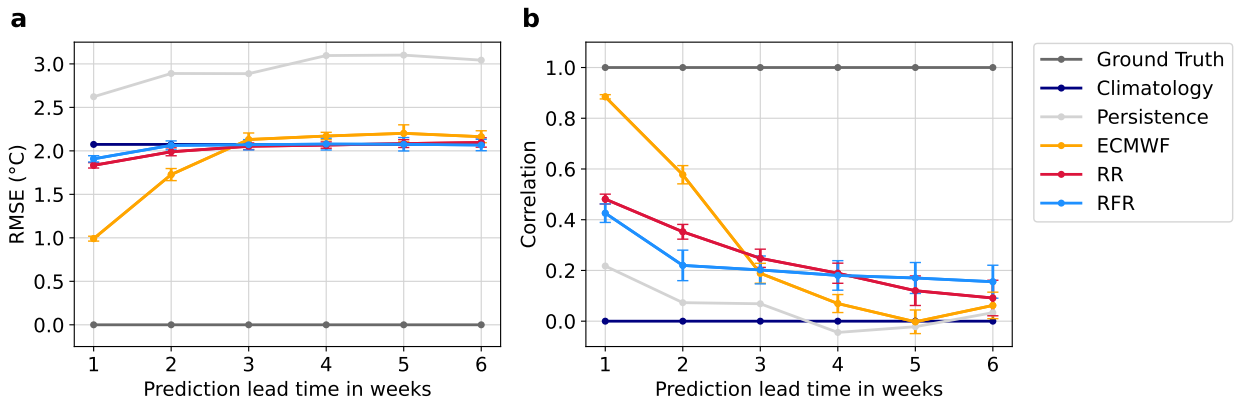 a
RMSE (°C)
3.0
2.5
2.0
1.5
1.0
0.5
0.0
1 2 3 4 5 6
Prediction lead time in weeks
b
Correlation
1.0
0.8
0.6
0.4
0.2
0.0
1 2 3 4 5 6
Prediction lead time in weeks
Ground Truth
Climatology
Persistence
ECMWF
RR
RFR